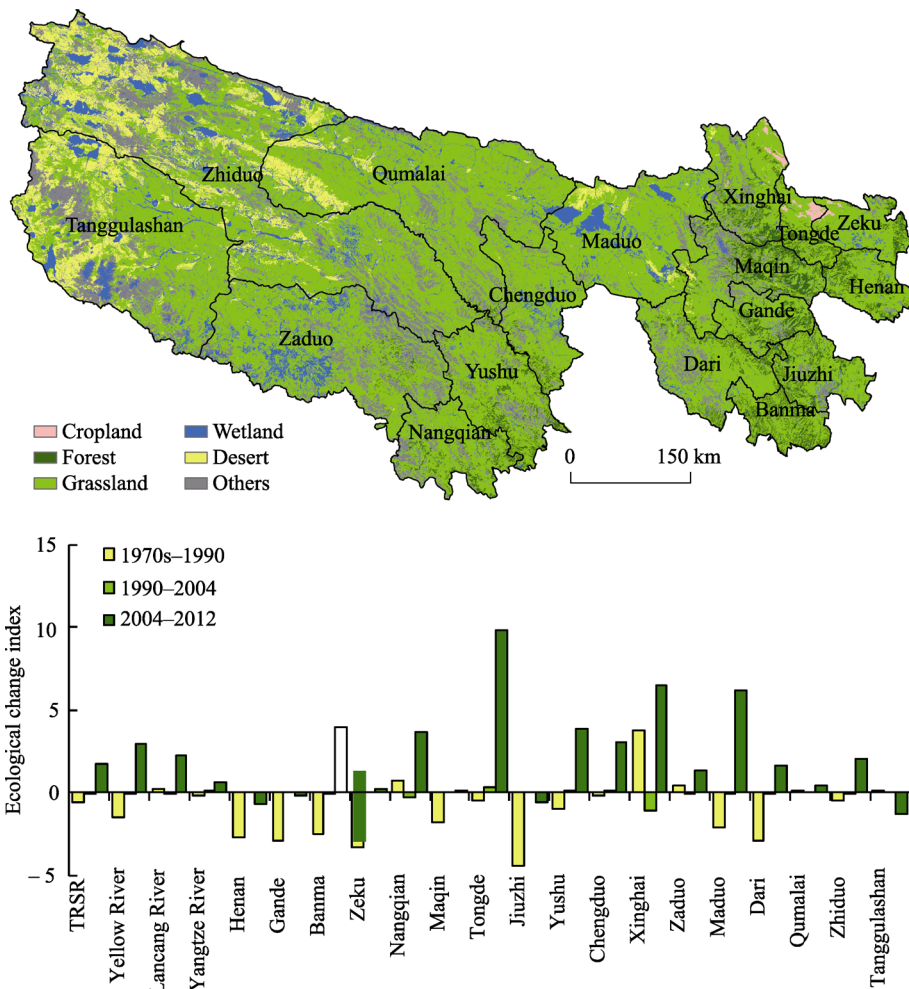 Zhiduo
Qumalai
Tanggulashan
Xinghai
Zeku
Tongde
Maduo
Maqin
Henan
Chengduo
Gande
Zaduo
Dari
Yushu
Jiuzhi
Banma
Nangqian
Cropland
Wetland
Forest
Desert
Grassland
Others
0 150 km
15
10
5
0
– 5
Ecological change index
1970s–1990
1990–2004
2004–2012
TRSR
Yellow River
Lancang River
Yangtze River
Henan
Gande
Banma
Zeku
Nangqian
Maqin
Tongde
Jiuzhi
Yushu
Chengduo
Xinghai
Zaduo
Maduo
Dari
Qumalai
Zhiduo
Tanggulashan